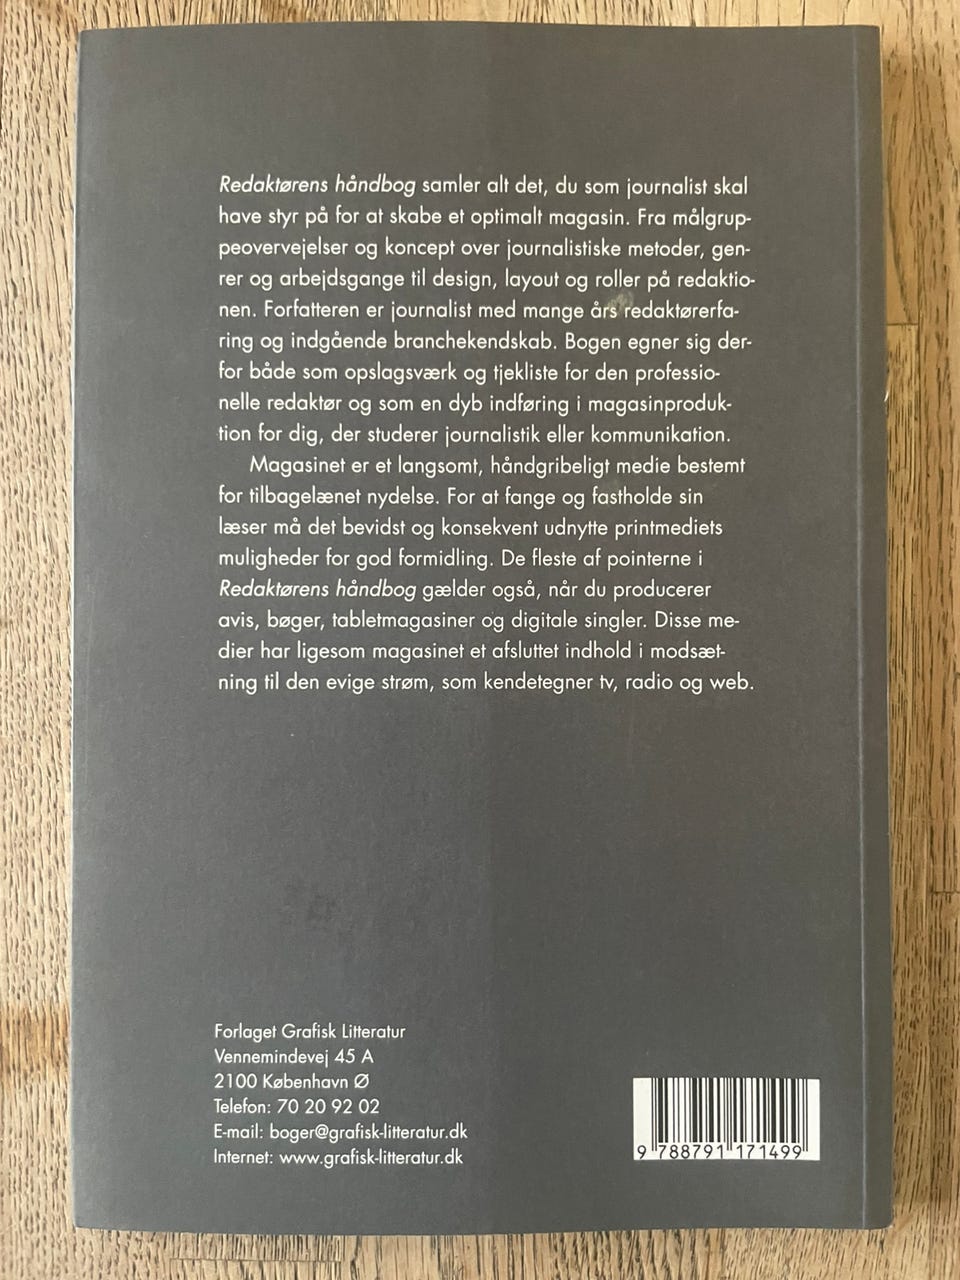 Redaktørens håndbog samler alt det, du som journalist skal
have styr på for at skabe et optimalt magasin. Fra målgrup-
peovervejelser og koncept over journalistiske metoder, gen-
rer og arbejdsgange til design, layout og roller på redaktio-
nen. Forfatteren er journalist med mange års redaktørerfa-
ring og indgående branchekendskab. Bogen egner sig der-
for både som opslagsværk og tjekliste for den professio-
nelle redaktør og som en dyb indføring i magasinproduk-
tion for dig, der studerer journalistik eller kommunikation.
Magasinet er et langsomt, håndgribeligt medie bestemt
for tilbagelænet nydelse. For at fange og fastholde sin
læser må det bevidst og konsekvent udnytte printmediets
muligheder for god formidling. De fleste af pointerne i
Redaktørens håndbog gælder også, når du producerer
avis, bøger, tabletmagasiner og digitale singler. Disse me-
dier har ligesom magasinet et afsluttet indhold i modsæt-
ning til den evige strøm, som kendetegner tv, radio og web.
Forlaget Grafisk Litteratur
Vennemindevej 45 A
2100 København Ø
Telefon: 70 20 92 02
E-mail: boger@grafisk-litteratur.dk
Internet: www.grafisk-litteratur.dk
9 788791 171499